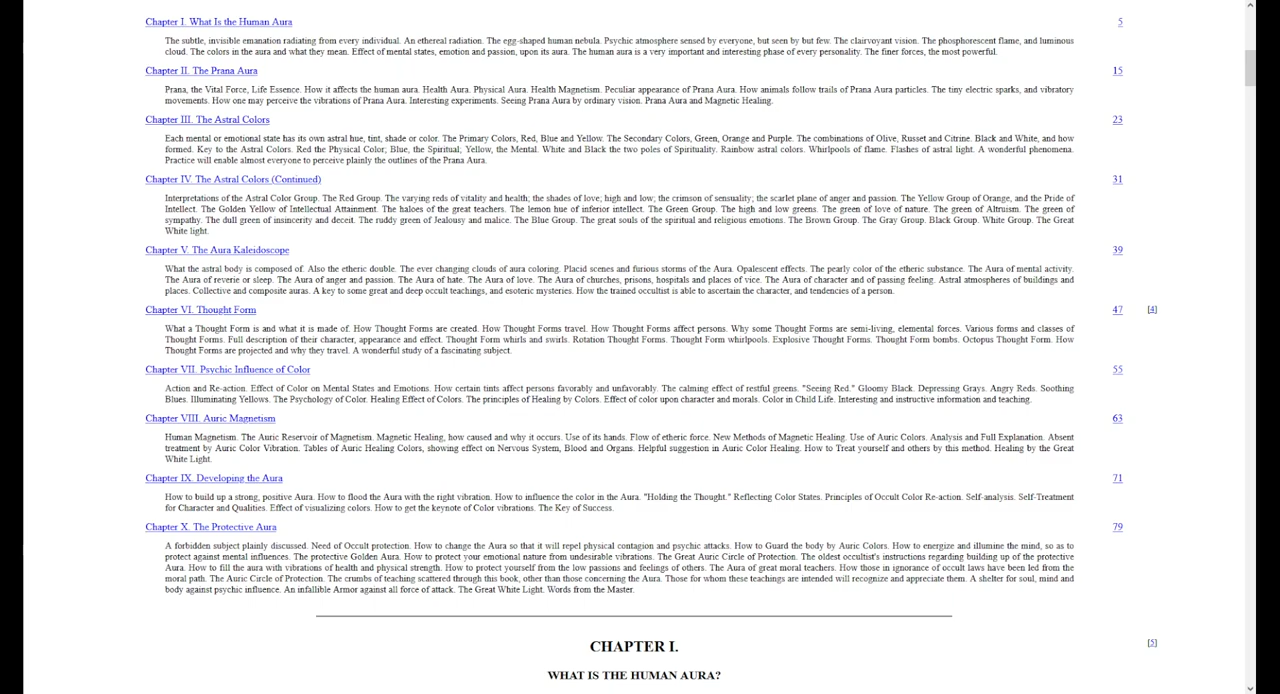 Chapter I. What Is the Human Aura 5
The subtle, invisible emanation radiating from every individual. An ethereal radiation. The egg-shaped human nebula. Psychic atmosphere sensed by everyone, but seen by but few. The clairvoyant vision. The phosphorescent flame, and luminous
cloud. The colors in the aura and what they mean. Effect of mental states, emotion and passion, upon its aura. The human aura is a very important and interesting phase of every personality. The finer forces, the most powerful.
Chapter II. The Prana Aura 15
Prana, the Vital Force, Life Essence. How it affects the human aura. Health Aura. Physical Aura. Health Magnetism. Peculiar appearance of Prana Aura. How animals follow trails of Prana Aura particles. The tiny electric sparks, and vibratory
movements. How one may perceive the vibrations of Prana Aura. Interesting experiments. Seeing Prana Aura by ordinary vision. Prana Aura and Magnetic Healing.
Chapter III. The Astral Colors 23
Each mental or emotional state has its own astral hue, tint, shade or color. The Primary Colors, Red, Blue and Yellow. The Secondary Colors, Green, Orange and Purple. The combinations of Olive, Russet and Citrine. Black and White, and how
formed. Key to the Astral Colors. Red the Physical Color; Blue, the Spiritual; Yellow, the Mental. White and Black the two poles of Spirituality. Rainbow astral colors. Whirlpools of flame. Flashes of astral light. A wonderful phenomena.
Practice will enable almost everyone to perceive plainly the outlines of the Prana Aura.
Chapter IV. The Astral Colors (Continued) 31
Interpretations of the Astral Color Group. The Red Group. The varying reds of vitality and health; the shades of love; high and low; the crimson of sensuality; the scarlet plane of anger and passion. The Yellow Group of Orange, and the Pride of
Intellect. The Golden Yellow of Intellectual Attainment. The haloes of the great teachers. The lemon hue of inferior intellect. The Green Group. The high and low greens. The green of love of nature. The green of Altruism. The green of
sympathy. The dull green of insincerity and deceit. The ruddy green of Jealousy and malice. The Blue Group. The great souls of the spiritual and religious emotions. The Brown Group. The Gray Group. Black Group. White Group. The Great
White light.
Chapter V. The Aura Kaleidoscope 39
What the astral body is composed of. Also the etheric double. The ever changing clouds of aura coloring. Placid scenes and furious storms of the Aura. Opalescent effects. The pearly color of the etheric substance. The Aura of mental activity.
The Aura of reverie or sleep. The Aura of anger and passion. The Aura of hate. The Aura of love. The Aura of churches, prisons, hospitals and places of vice. The Aura of character and of passing feeling. Astral atmospheres of buildings and
places. Collective and composite auras. A key to some great and deep occult teachings, and esoteric mysteries. How the trained occultist is able to ascertain the character, and tendencies of a person.
Chapter VI. Thought Form 47 [4]
What a Thought Form is and what it is made of. How Thought Forms are created. How Thought Forms travel. How Thought Forms affect persons. Why some Thought Forms are semi-living, elemental forces. Various forms and classes of
Thought Forms. Full description of their character, appearance and effect. Thought Form whirls and swirls. Rotation Thought Forms. Thought Form whirlpools. Explosive Thought Forms. Thought Form bombs. Octopus Thought Form. How
Thought Forms are projected and why they travel. A wonderful study of a fascinating subject.
Chapter VII. Psychic Influence of Color 55
Action and Re-action. Effect of Color on Mental States and Emotions. How certain tints affect persons favorably and unfavorably. The calming effect of restful greens. "Seeing Red." Gloomy Black. Depressing Grays. Angry Reds. Soothing
Blues. Illuminating Yellows. The Psychology of Color. Healing Effect of Colors. The principles of Healing by Colors. Effect of color upon character and morals. Color in Child Life. Interesting and instructive information and teaching.
Chapter VIII. Auric Magnetism 63
Human Magnetism. The Auric Reservoir of Magnetism. Magnetic Healing, how caused and why it occurs. Use of its hands. Flow of etheric force. New Methods of Magnetic Healing. Use of Auric Colors. Analysis and Full Explanation. Absent
treatment by Auric Color Vibration. Tables of Auric Healing Colors, showing effect on Nervous System, Blood and Organs. Helpful suggestion in Auric Color Healing. How to Treat yourself and others by this method. Healing by the Great
White Light.
Chapter IX. Developing the Aura 71
How to build up a strong, positive Aura. How to flood the Aura with the right vibration. How to influence the color in the Aura. "Holding the Thought." Reflecting Color States. Principles of Occult Color Re-action. Self-analysis. Self-Treatment
for Character and Qualities. Effect of visualizing colors. How to get the keynote of Color vibrations. The Key of Success.
Chapter X. The Protective Aura 79
A forbidden subject plainly discussed. Need of Occult protection. How to change the Aura so that it will repel physical contagion and psychic attacks. How to Guard the body by Auric Colors. How to energize and illumine the mind, so as to
protect against mental influences. The protective Golden Aura. How to protect your emotional nature from undesirable vibrations. The Great Auric Circle of Protection. The oldest occultist's instructions regarding building up of the protective
Aura. How to fill the aura with vibrations of health and physical strength. How to protect yourself from the low passions and feelings of others. The Aura of great moral teachers. How those in ignorance of occult laws have been led from the
moral path. The Auric Circle of Protection. The crumbs of teaching scattered through this book, other than those concerning the Aura. Those for whom these teachings are intended will recognize and appreciate them. A shelter for soul, mind and
body against psychic influence. An infallible Armor against all force of attack. The Great White Light. Words from the Master.
CHAPTER I. [5]
WHAT IS THE HUMAN AURA?